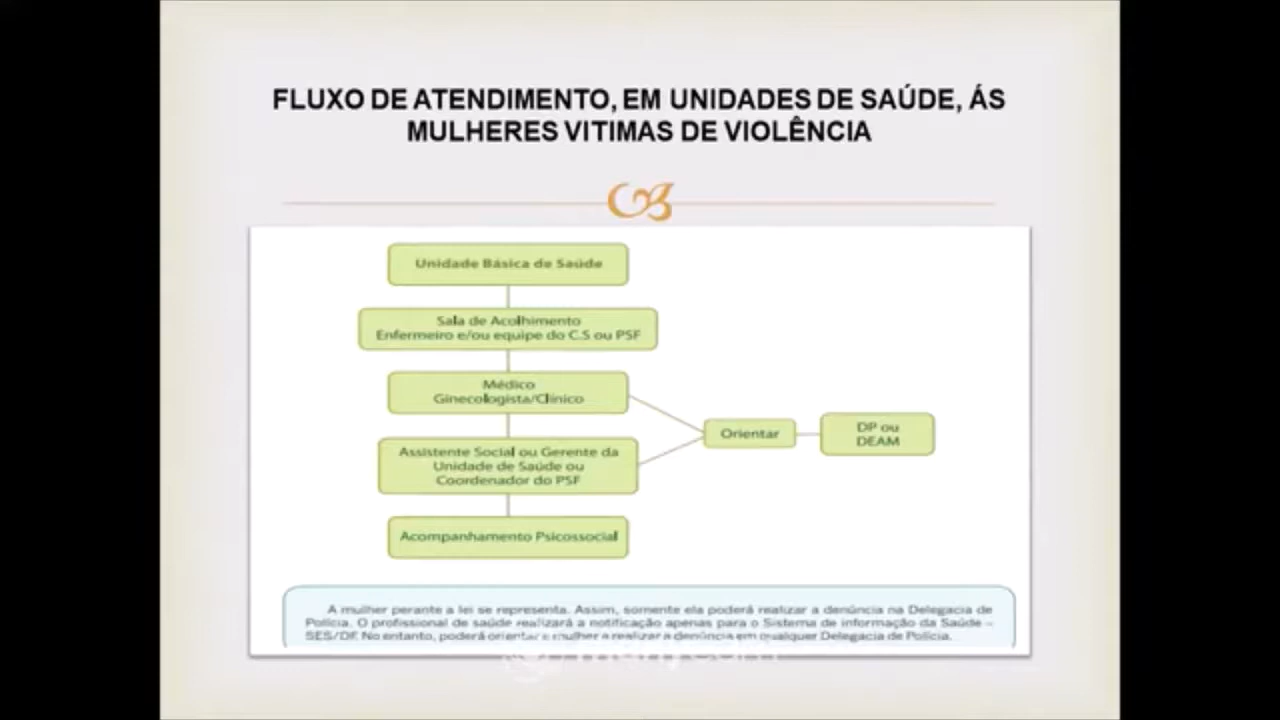 FLUXO DE ATENDIMENTO, EM UNIDADES DE SAÚDE, ÁS
MULHERES VITIMAS DE VIOLÊNCIA
Unidade Básica de Saúde
Sala de Acolhimento
Enfermeiro e/ou equipe do C.S ou PSF
Médico
Ginecologista/Clínico
Orientar
DP ou
DEAM
Assistente Social ou Gerente da
Unidade de Saúde ou
Coordenador do PSF
Acompanhamento Psicossocial
A mulher perante a lei se representa. Assim, somente ela poderá realizar a denúncia na Delegacia de
Polícia. O profissional de saúde realizará a notificação apenas para o Sistema de informação da Saúde –
SES/DF. No entanto, poderá orientar a mulher a realizar a denúncia em qualquer Delegacia de Polícia.